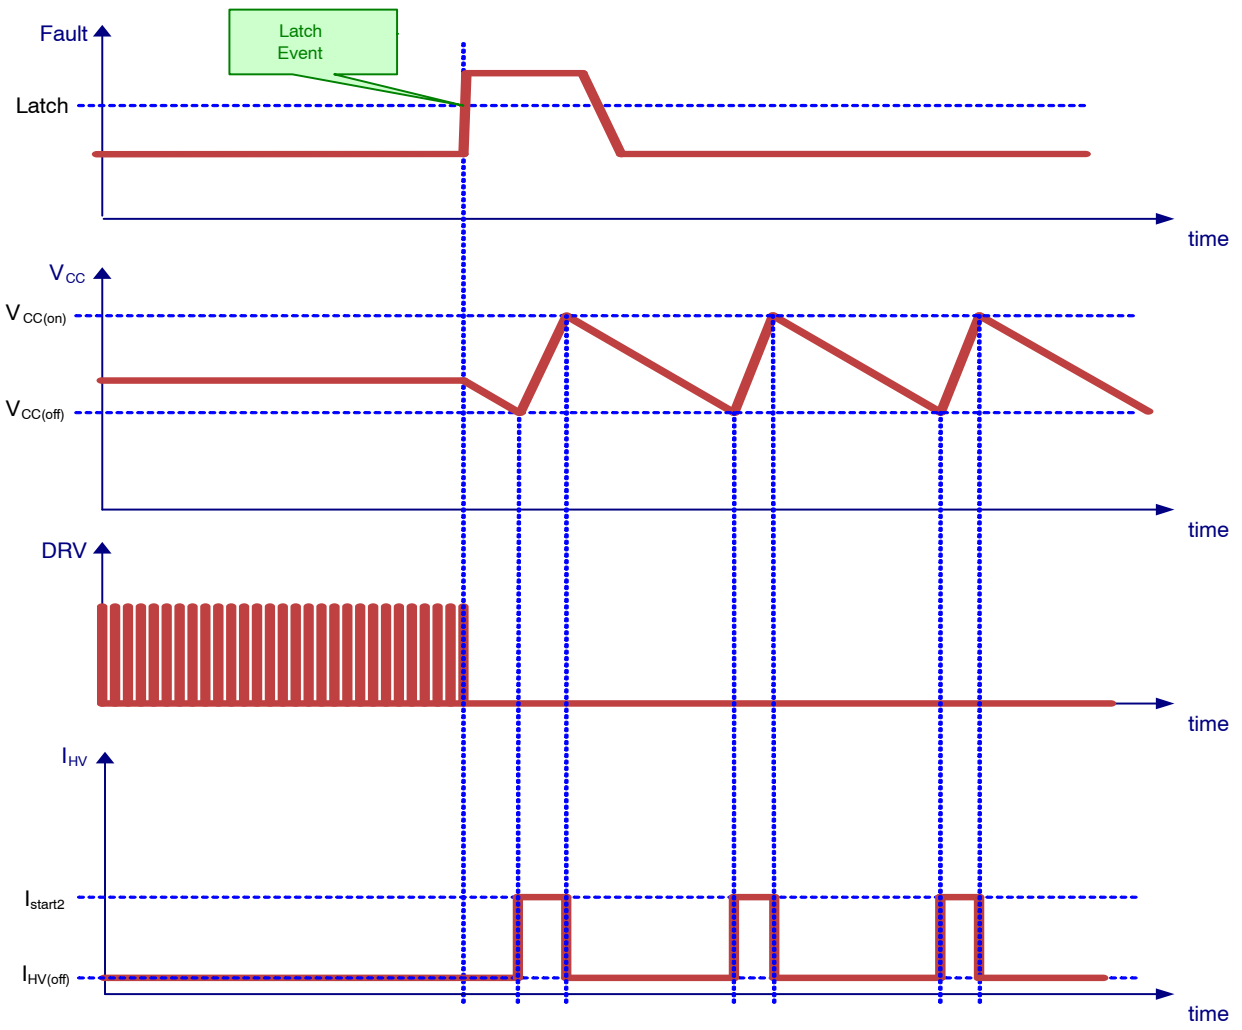 Latch
Event
Fault
Latch
time
VCC
VCC(on)
VCC(off)
time
DRV
time
IHV
Istart2
IHV(off)
time